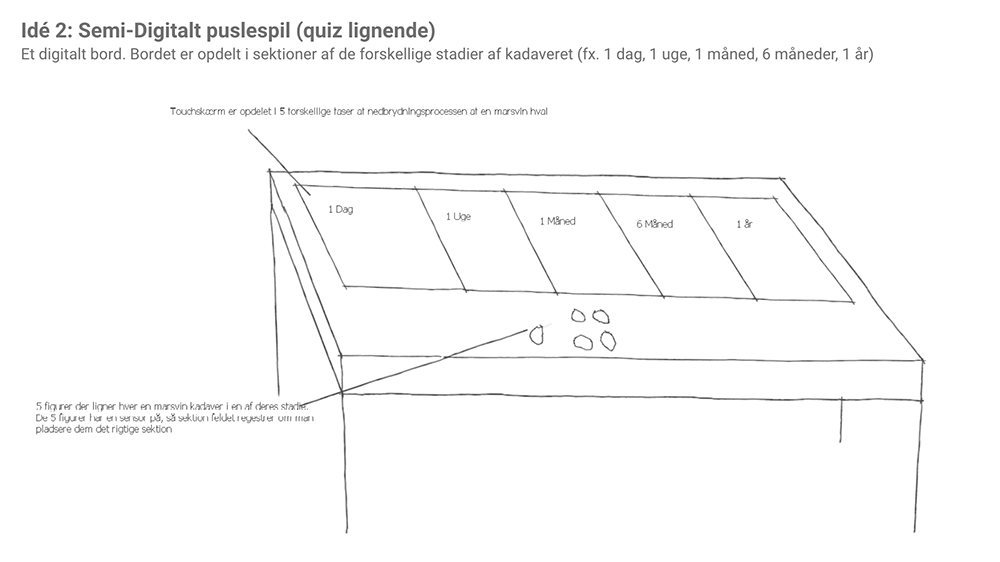 Idé 2: Semi-Digitalt puslespil (quiz lignende)
Et digitalt bord. Bordet er opdelt i sektioner af de forskellige stadier af kadaveret (fx. 1 dag, 1 uge, 1 måned, 6 måneder, 1 år)
Touchskærm er opdelet i 5 forskellige faser af nedbrydningsprocessen af en marsvin hval
1 Dag
1 Uge
1 Måned
6 Måned
1 år
5 figurer der ligner hver en marsvin kadaver i en af deres stadie.
De 5 figurer har en sensor på, så sektion feldet regestrer om man
pladsere dem det rigtige sektion